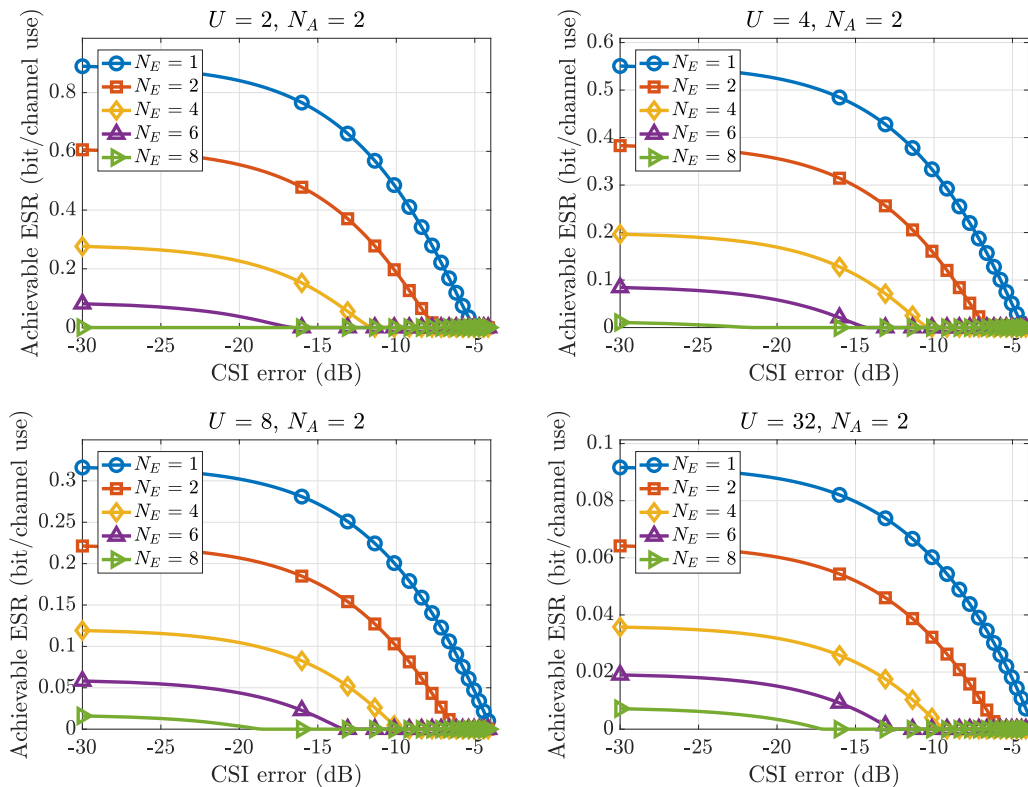 U = 2, N_A = 2
Achievable ESR (bit/channel use)
0.8
0.6
0.4
0.2
0
N_E = 1
N_E = 2
N_E = 4
N_E = 6
N_E = 8
-30 -25 -20 -15 -10 -5
CSI error (dB)
U = 4, N_A = 2
Achievable ESR (bit/channel use)
0.6
0.5
0.4
0.3
0.2
0.1
0
N_E = 1
N_E = 2
N_E = 4
N_E = 6
N_E = 8
-30 -25 -20 -15 -10 -5
CSI error (dB)
U = 8, N_A = 2
Achievable ESR (bit/channel use)
0.3
0.25
0.2
0.15
0.1
0.05
0
N_E = 1
N_E = 2
N_E = 4
N_E = 6
N_E = 8
-30 -25 -20 -15 -10 -5
CSI error (dB)
U = 32, N_A = 2
Achievable ESR (bit/channel use)
0.1
0.08
0.06
0.04
0.02
0
N_E = 1
N_E = 2
N_E = 4
N_E = 6
N_E = 8
-30 -25 -20 -15 -10 -5
CSI error (dB)